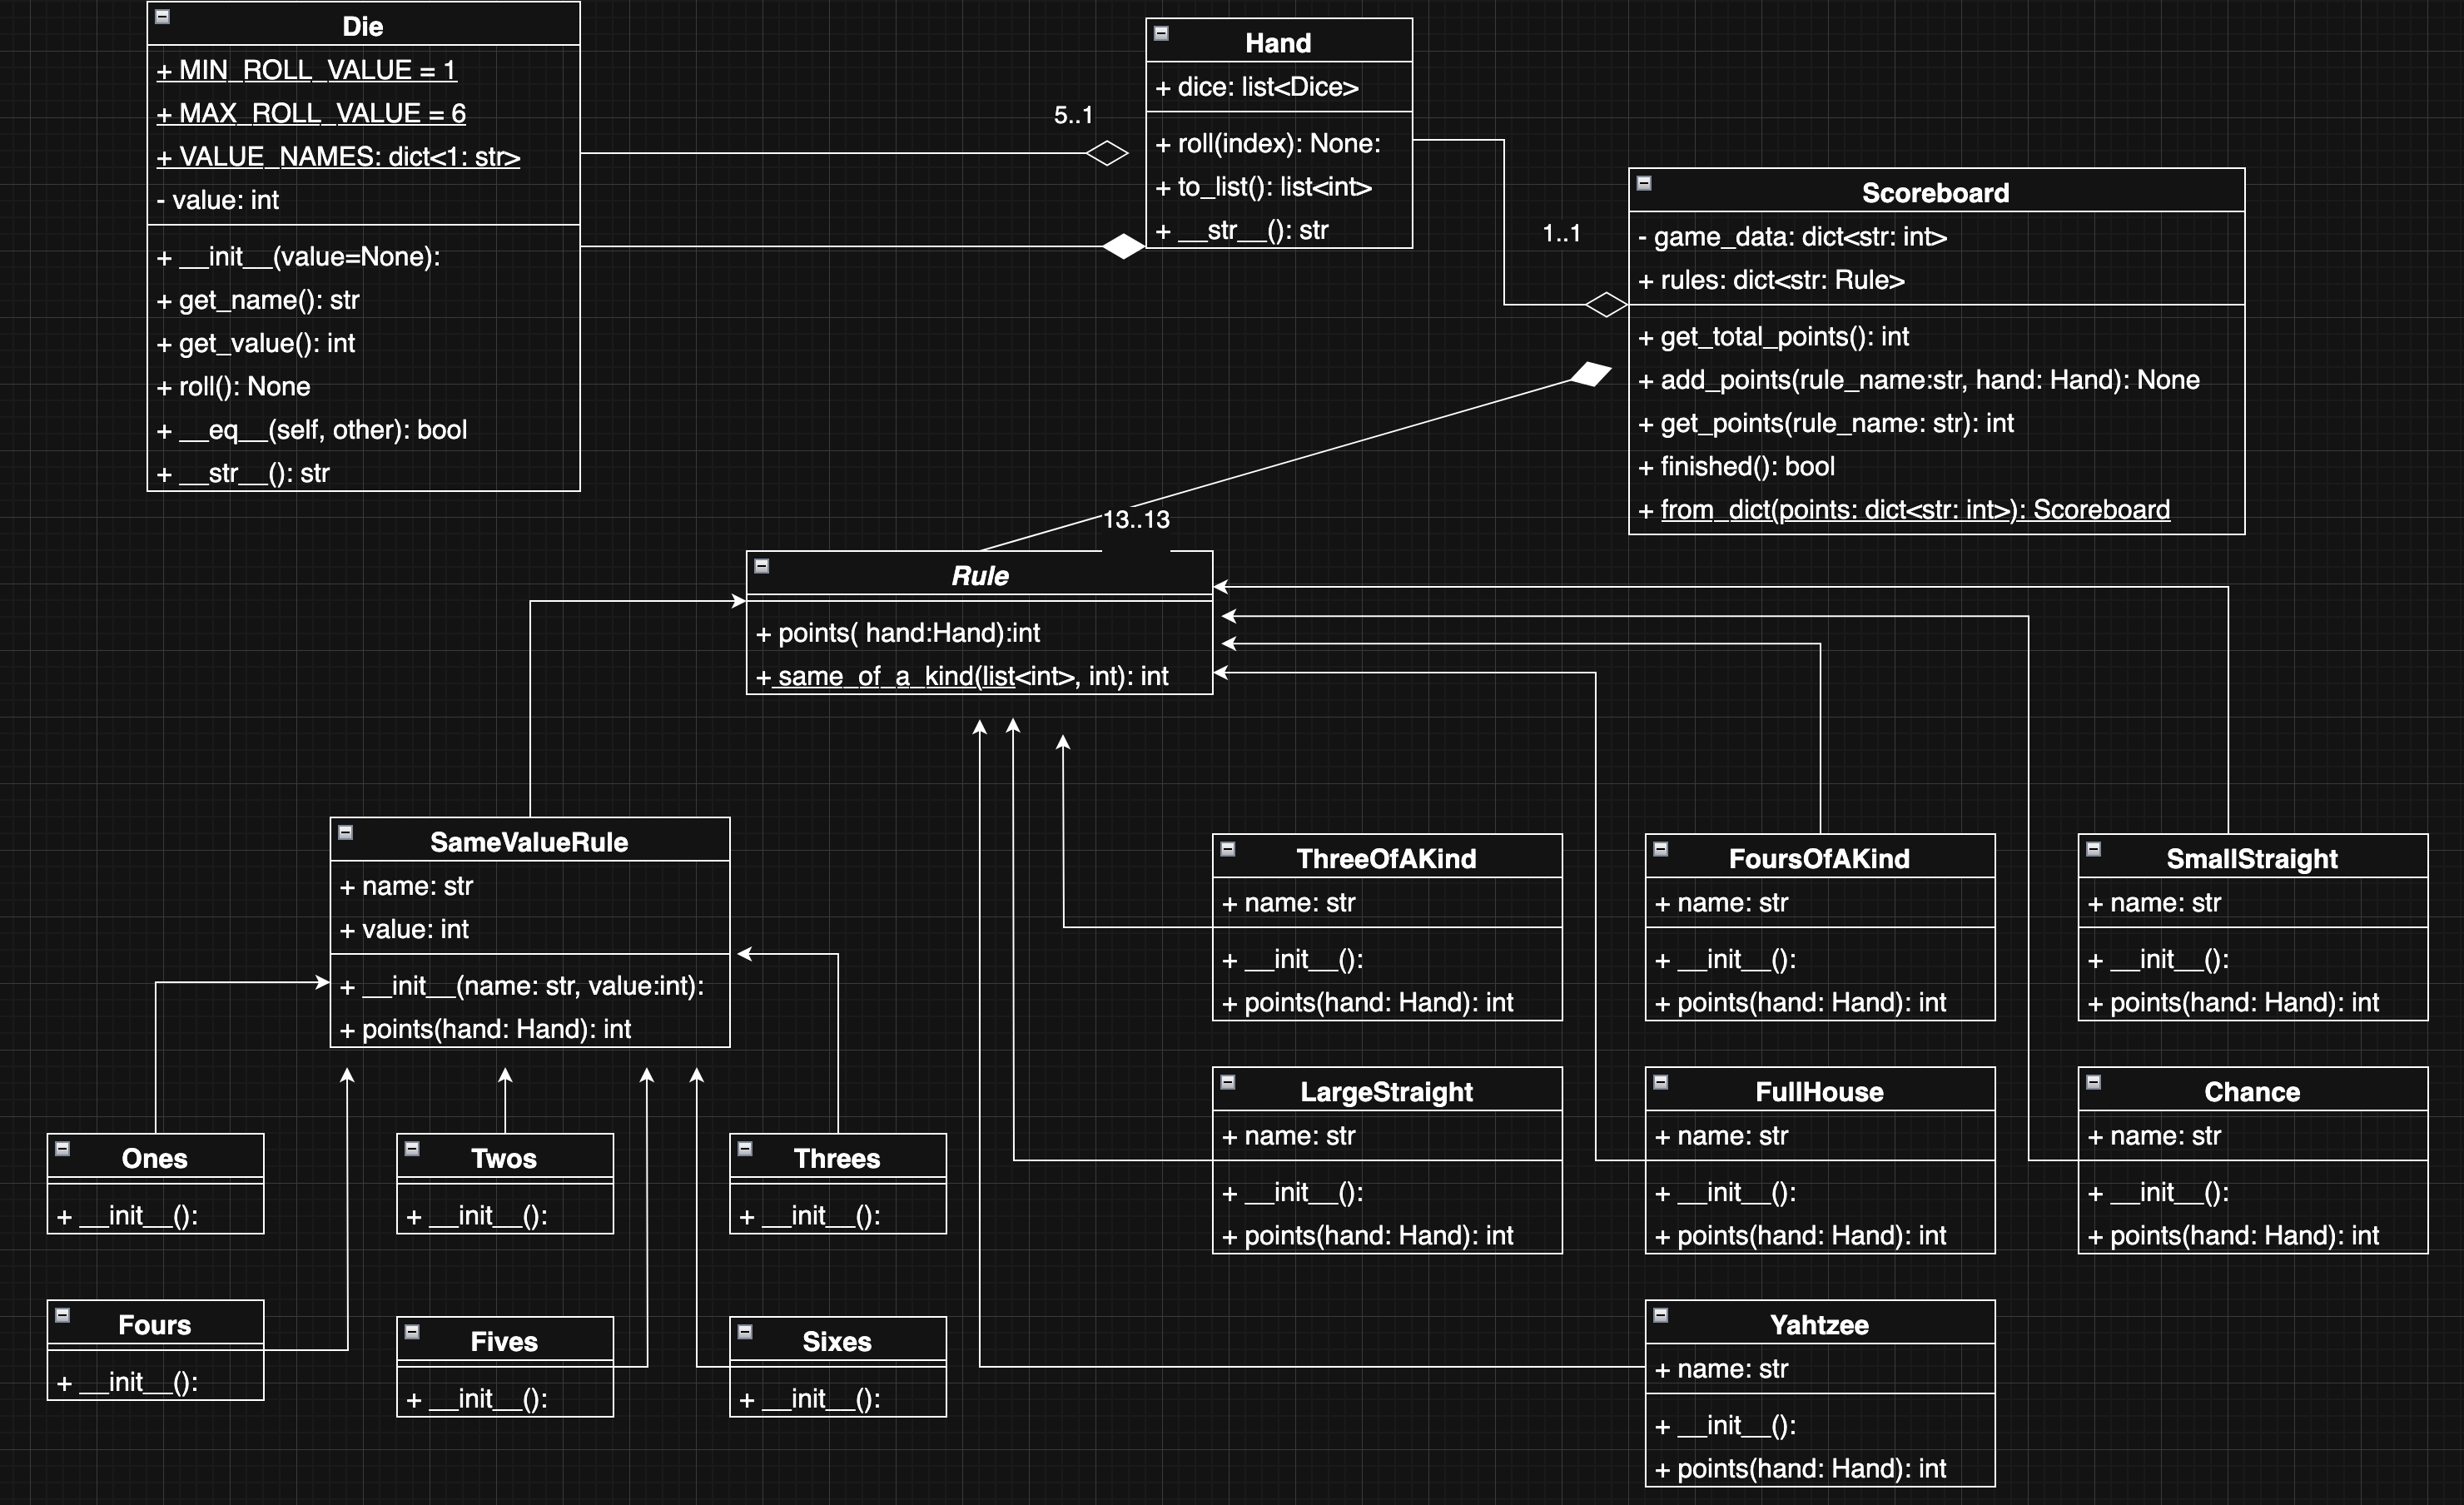 Die
+ MIN_ROLL_VALUE = 1
+ MAX_ROLL_VALUE = 6
+ VALUE_NAMES: dict<1: str>
- value: int
+ __init__(value=None):
+ get_name(): str
+ get_value(): int
+ roll(): None
+ __eq__(self, other): bool
+ __str__(): str
5..1
Hand
+ dice: list<Dice>
+ roll(index): None:
+ to_list(): list<int>
+ __str__(): str
1..1
Scoreboard
- game_data: dict<str: int>
+ rules: dict<str: Rule>
+ get_total_points(): int
+ add_points(rule_name:str, hand: Hand): None
+ get_points(rule_name: str): int
+ finished(): bool
+ from_dict(points: dict<str: int>): Scoreboard
13..13
Rule
+ points( hand:Hand):int
+ same_of_a_kind(list<int>, int): int
SameValueRule
+ name: str
+ value: int
+ __init__(name: str, value:int):
+ points(hand: Hand): int
ThreeOfAKind
+ name: str
+ __init__():
+ points(hand: Hand): int
FoursOfAKind
+ name: str
+ __init__():
+ points(hand: Hand): int
SmallStraight
+ name: str
+ __init__():
+ points(hand: Hand): int
LargeStraight
+ name: str
+ __init__():
+ points(hand: Hand): int
FullHouse
+ name: str
+ __init__():
+ points(hand: Hand): int
Chance
+ name: str
+ __init__():
+ points(hand: Hand): int
Ones
+ __init__():
Twos
+ __init__():
Threes
+ __init__():
Fours
+ __init__():
Fives
+ __init__():
Sixes
+ __init__():
Yahtzee
+ name: str
+ __init__():
+ points(hand: Hand): int